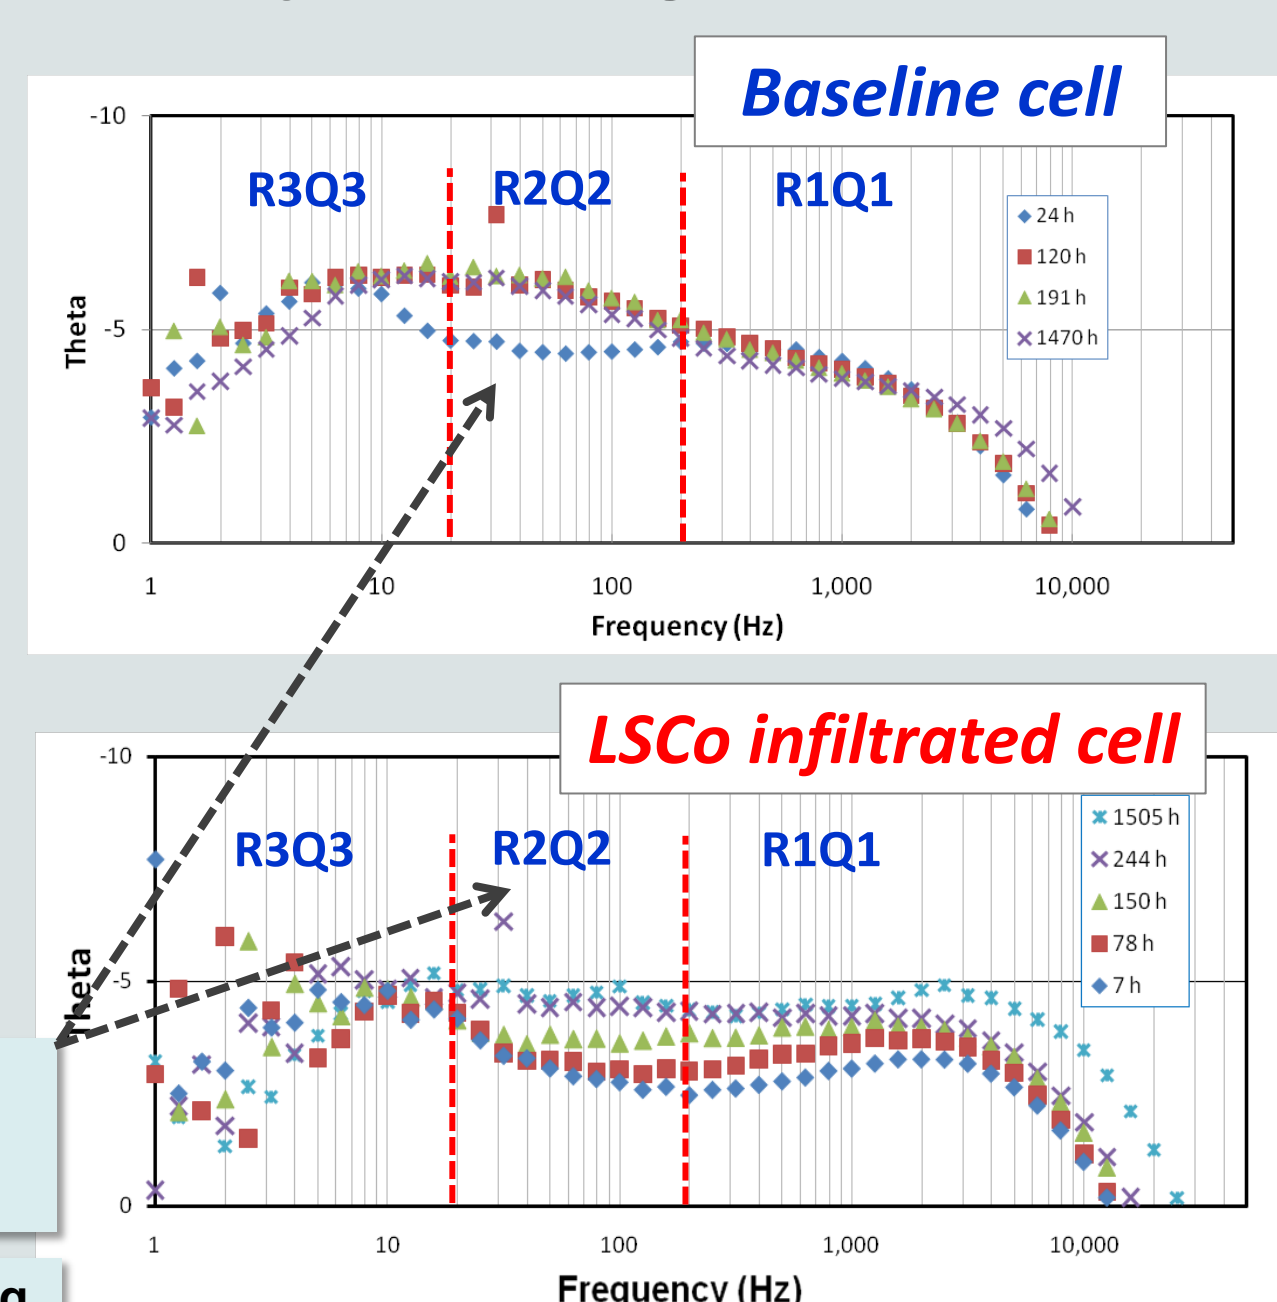 Baseline cell
-10
R3Q3
R2Q2
R1Q1
24 h
120 h
191 h
1470 h
Theta
-5
0
1
10
100
1,000
10,000
Frequency (Hz)
LSCo infiltrated cell
-10
R3Q3
R2Q2
R1Q1
1505 h
244 h
150 h
78 h
7 h
Theta
-5
0
1
10
100
1,000
10,000
Frequency (Hz)